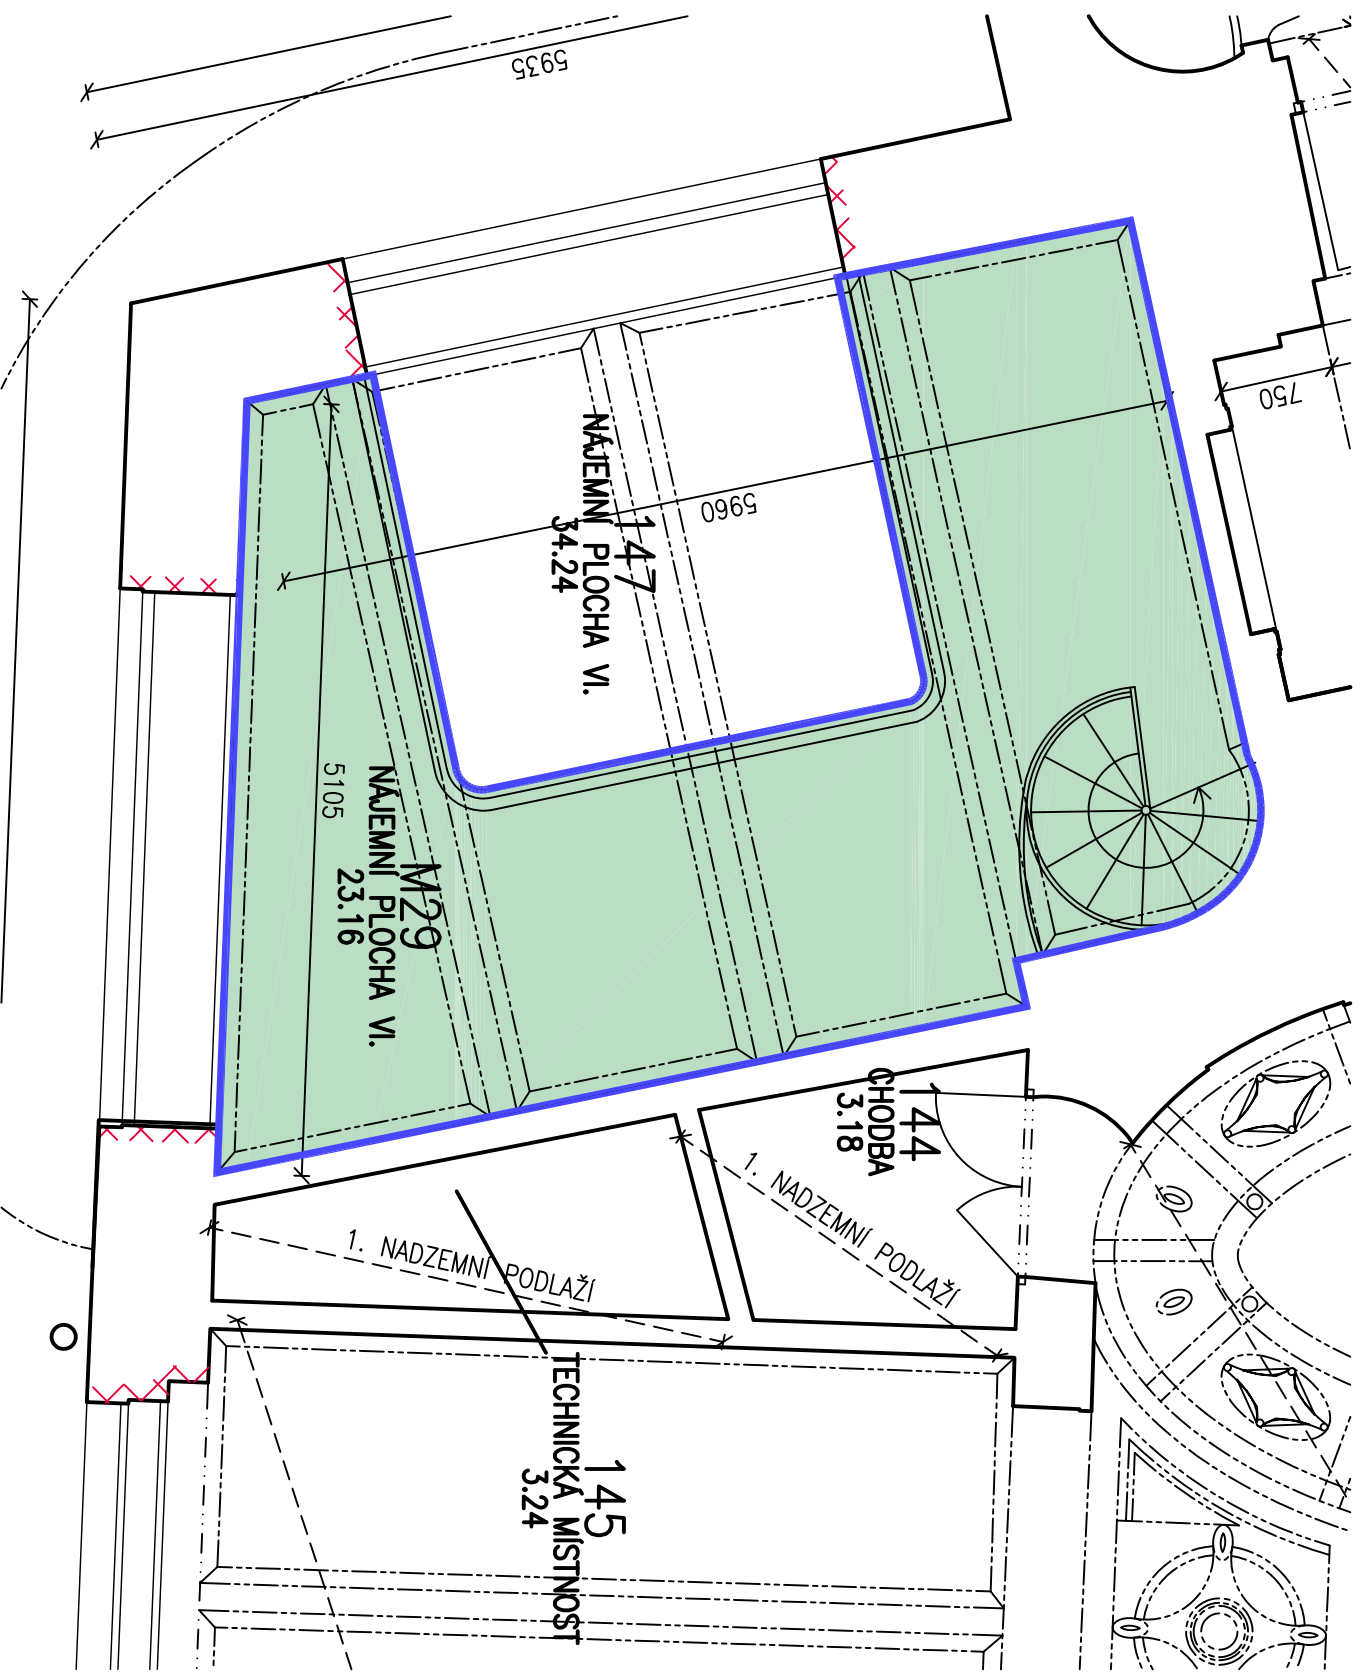 5935
750
5960
147
NÁJEMNÍ PLOCHA VI.
34.24
5105
M29
NÁJEMNÍ PLOCHA VI.
23.16
144
CHODBA
3.18
1. NADZEMNÍ PODLAŽÍ
1. NADZEMNÍ PODLAŽÍ
145
TECHNICKÁ MÍSTNOST
3.24